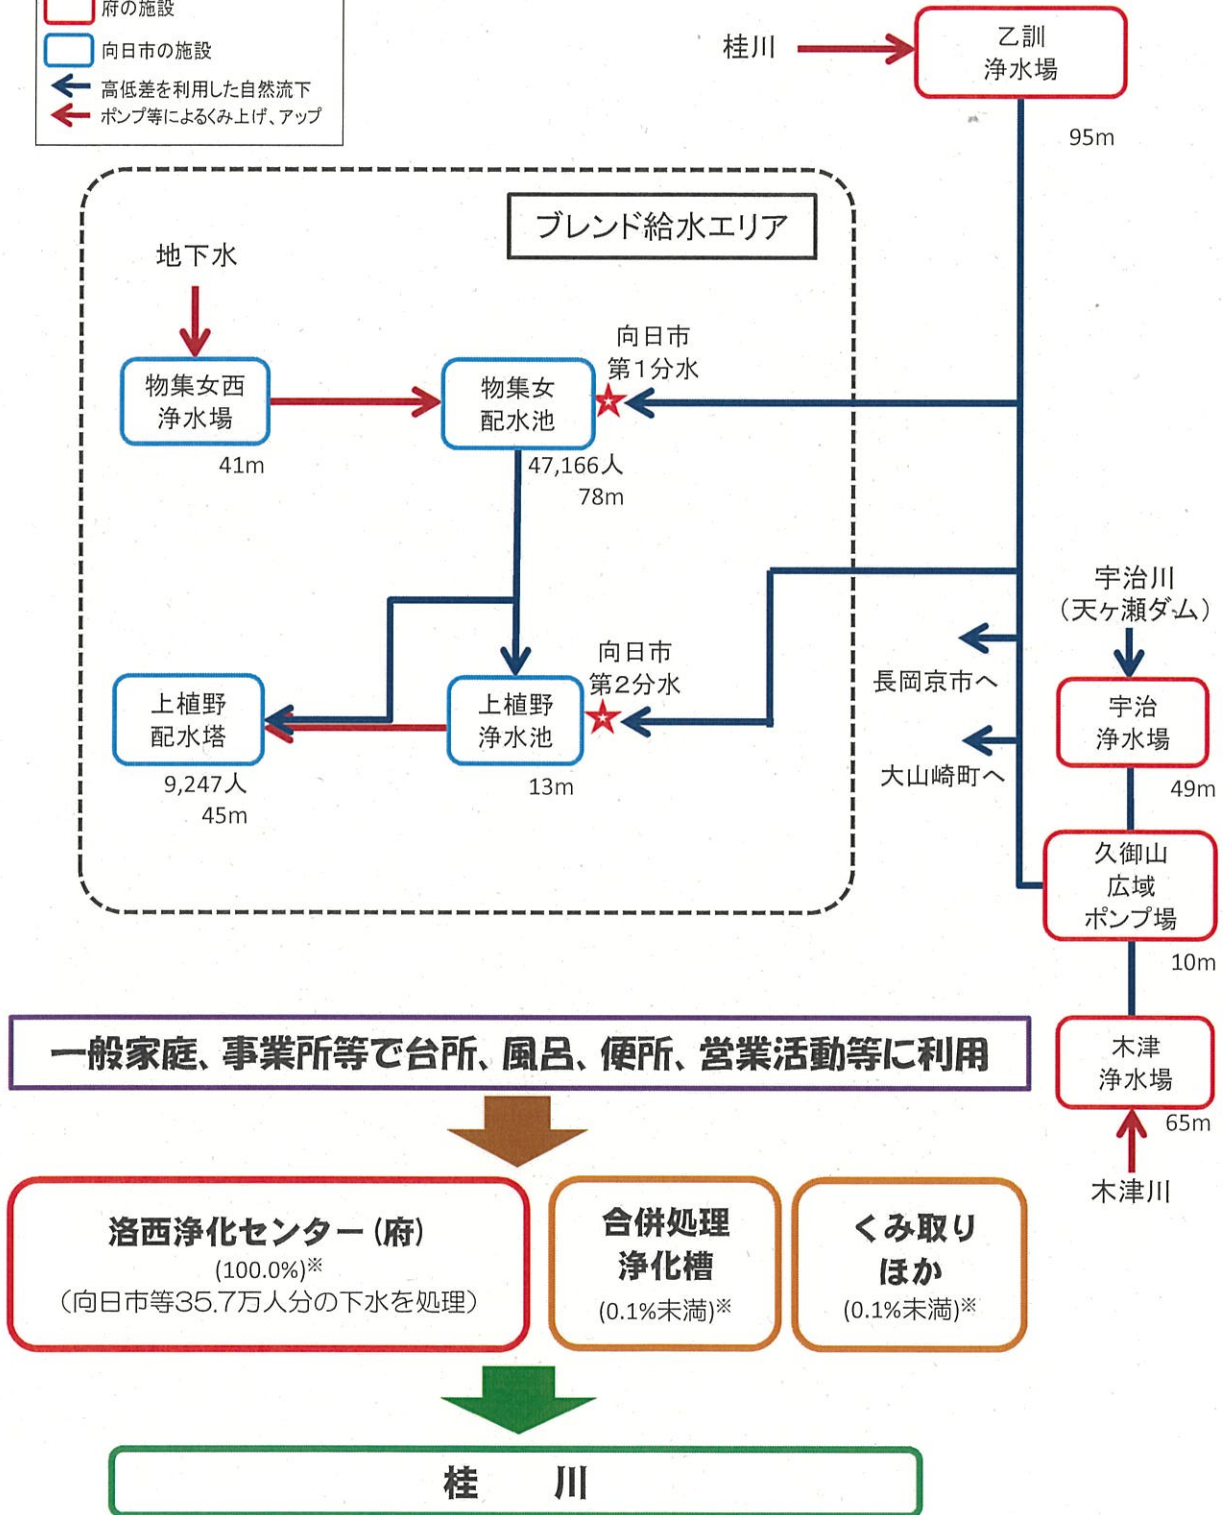 府の施設
向日市の施設
高低差を利用した自然流下
ポンプ等によるくみ上げ、アップ
桂川
乙訓
浄水場
95m
ブレンド給水エリア
地下水
物集女西
浄水場
41m
物集女
配水池
47,166人
78m
向日市
第1分水
上植野
配水塔
9,247人
45m
上植野
浄水池
13m
向日市
第2分水
長岡京市へ
大山崎町へ
宇治川
(天ヶ瀬ダム)
宇治
浄水場
49m
久御山
広域
ポンプ場
10m
木津
浄水場
65m
木津川
一般家庭、事業所等で台所、風呂、便所、営業活動等に利用
洛西浄化センター(府)
(100.0%)※
(向日市等35.7万人分の下水を処理)
合併処理
浄化槽
(0.1%未満)※
くみ取り
ほか
(0.1%未満)※
桂 川